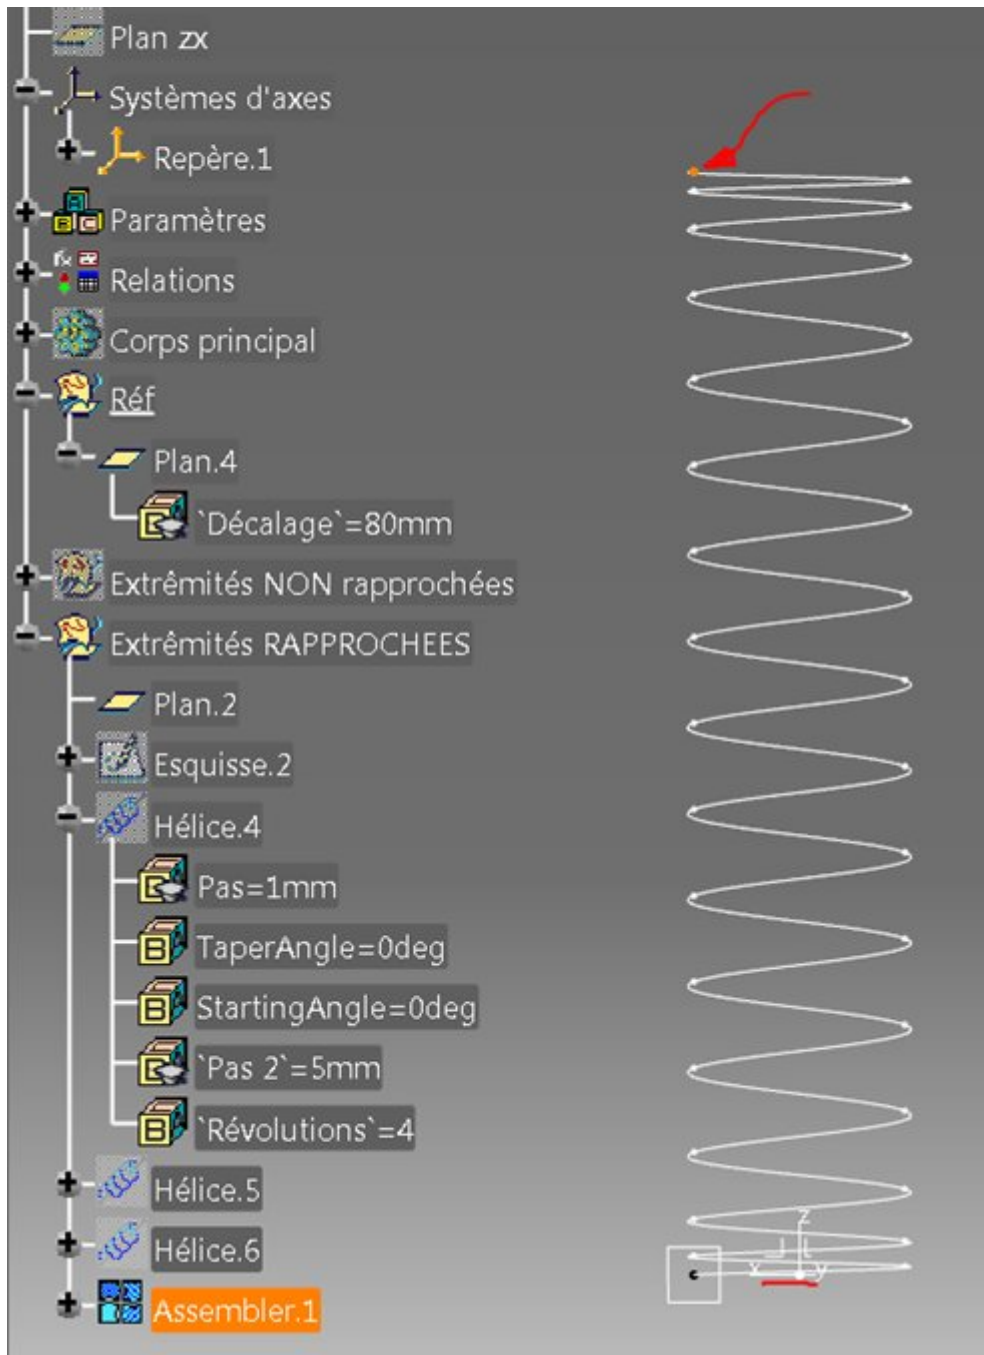 Plan zx
Systèmes d'axes
Repère.1
Paramètres
Relations
Corps principal
Réf
Plan.4
`Décalage`=80mm
Extrêmités NON rapprochées
Extrêmités RAPPROCHEES
Plan.2
Esquisse.2
Hélice.4
Pas=1mm
TaperAngle=0deg
StartingAngle=0deg
`Pas 2`=5mm
`Révolutions`=4
Hélice.5
Hélice.6
Assembler.1
z
x
y